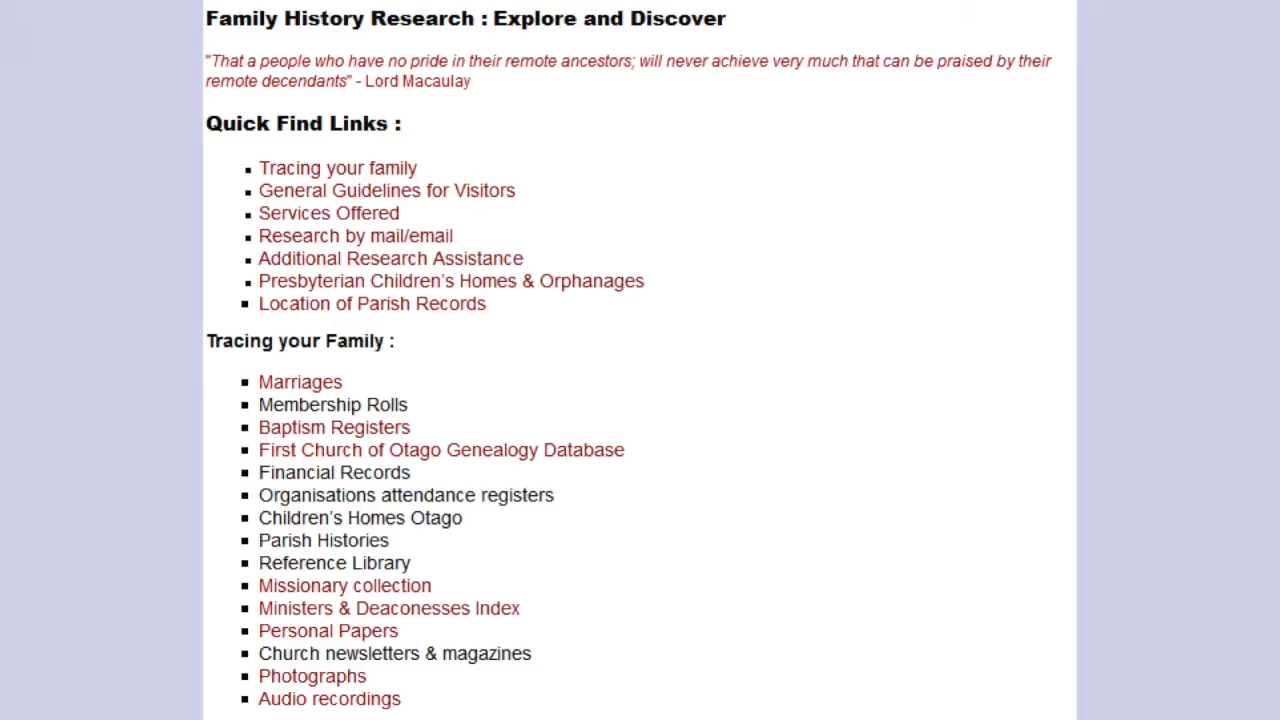 Family History Research : Explore and Discover
"That a people who have no pride in their remote ancestors; will never achieve very much that can be praised by their
remote decendants" - Lord Macaulay
Quick Find Links :
Tracing your family
General Guidelines for Visitors
Services Offered
Research by mail/email
Additional Research Assistance
Presbyterian Children's Homes & Orphanages
Location of Parish Records
Tracing your Family :
Marriages
Membership Rolls
Baptism Registers
First Church of Otago Genealogy Database
Financial Records
Organisations attendance registers
Children's Homes Otago
Parish Histories
Reference Library
Missionary collection
Ministers & Deaconesses Index
Personal Papers
Church newsletters & magazines
Photographs
Audio recordings